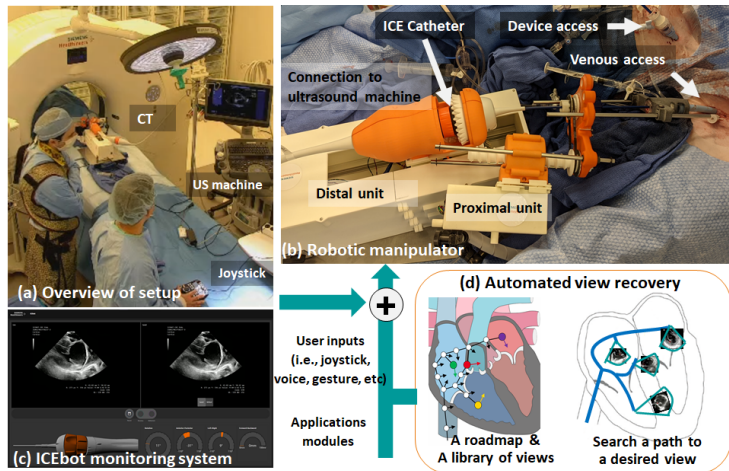 CT
US machine
Joystick
(a) Overview of setup
ICE Catheter
Device access
Venous access
Connection to
ultrasound machine
Distal unit
Proximal unit
(b) Robotic manipulator
(c) ICEbot monitoring system
+
User inputs
(i.e., joystick,
voice, gesture, etc)
Applications
modules
(d) Automated view recovery
A roadmap &
A library of views
Search a path to
a desired view